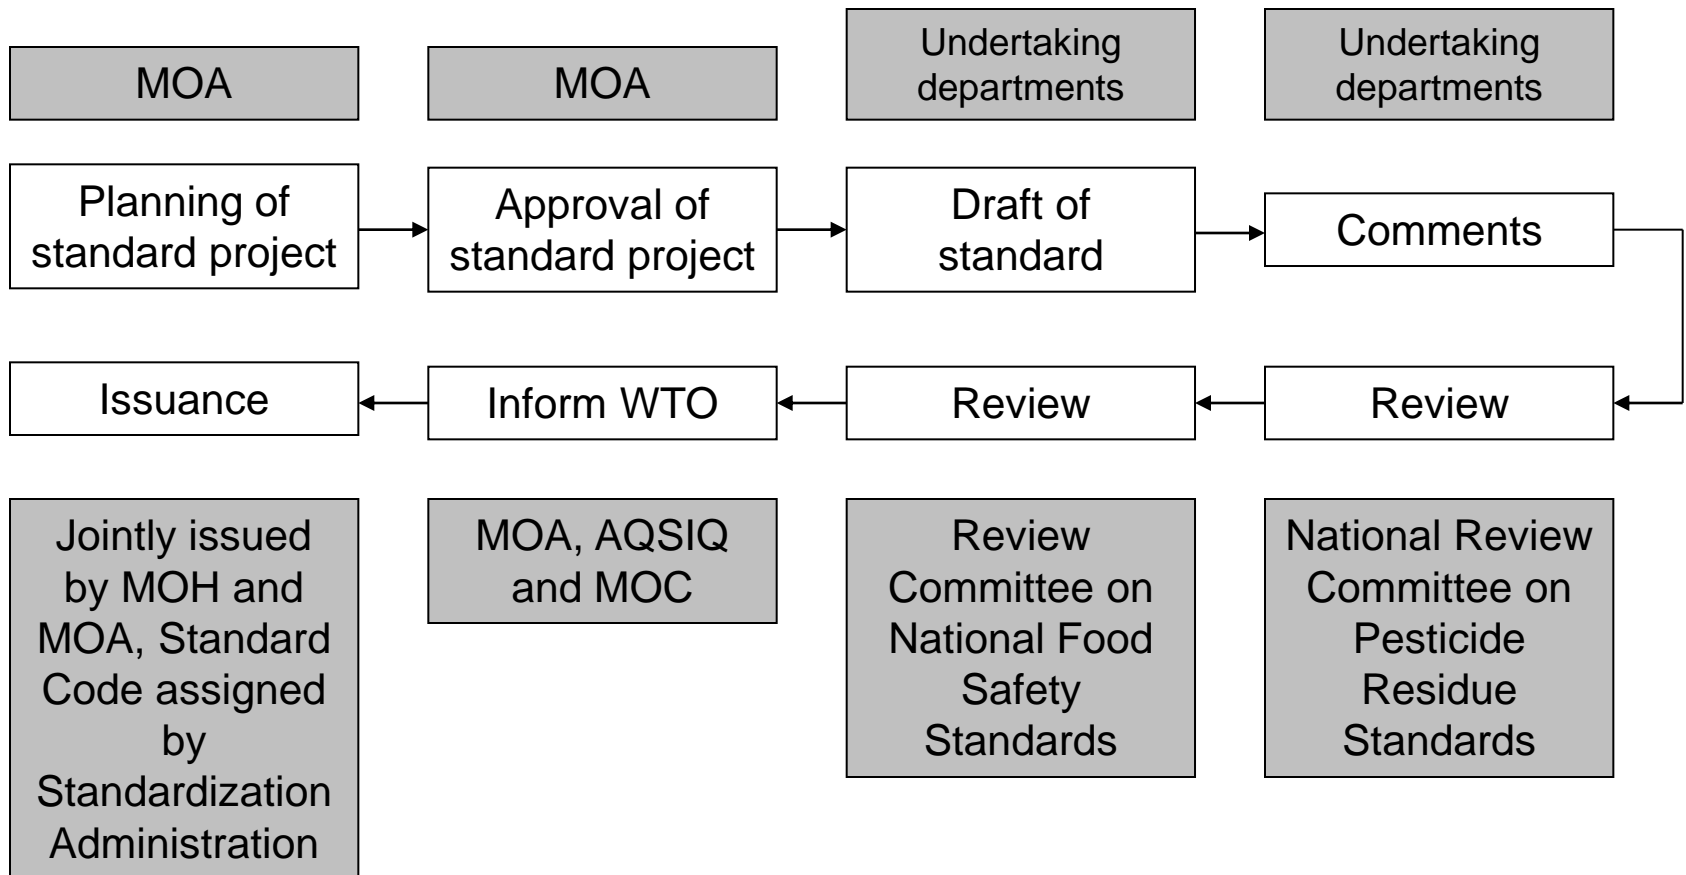 MOA
MOA
Undertaking
departments
Undertaking
departments
Planning of
standard project
Approval of
standard project
Draft of
standard
Comments
Issuance
Inform WTO
Review
Review
Jointly issued
by MOH and
MOA, Standard
Code assigned
by
Standardization
Administration
MOA, AQSIQ
and MOC
Review
Committee on
National Food
Safety
Standards
National Review
Committee on
Pesticide
Residue
Standards